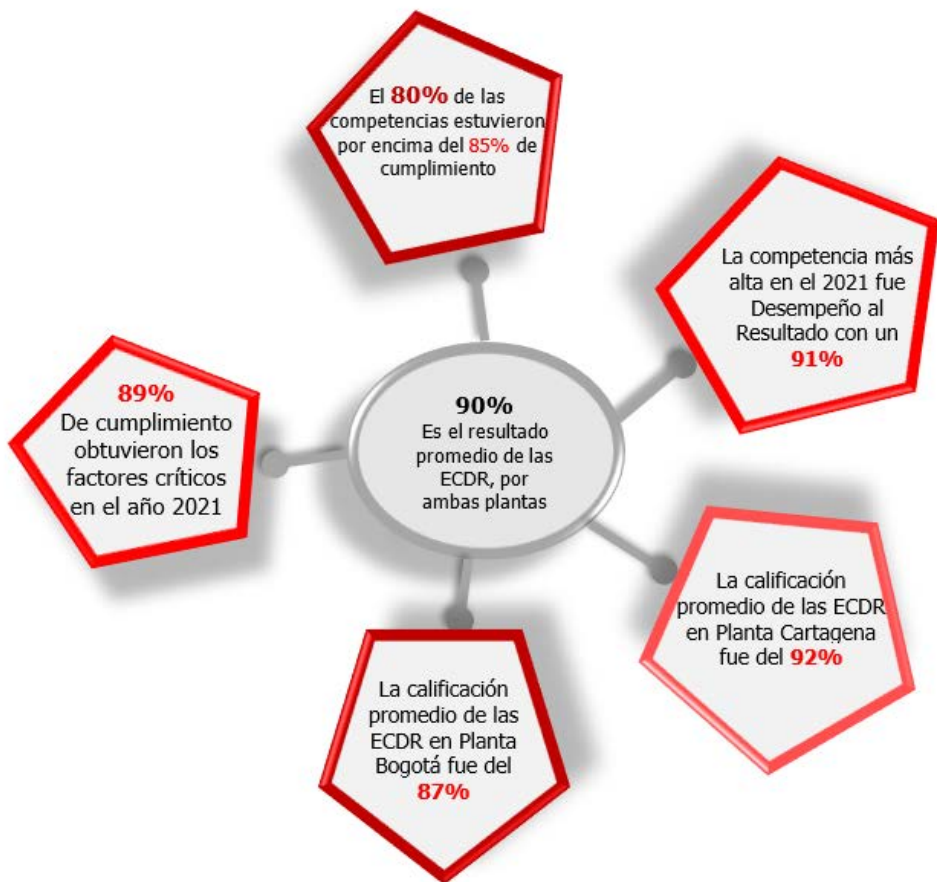 El 80% de las
competencias estuvieron
por encima del 85% de
cumplimiento
La competencia más
alta en el 2021 fue
Desempeño al
Resultado con un
91%
89%
De cumplimiento
obtuvieron los
factores críticos
en el año 2021
90%
Es el resultado
promedio de las
ECDR, por
ambas plantas
La calificación
promedio de las ECDR
en Planta Cartagena
fue del 92%
La calificación
promedio de las
ECDR en Planta
Bogotá fue del
87%